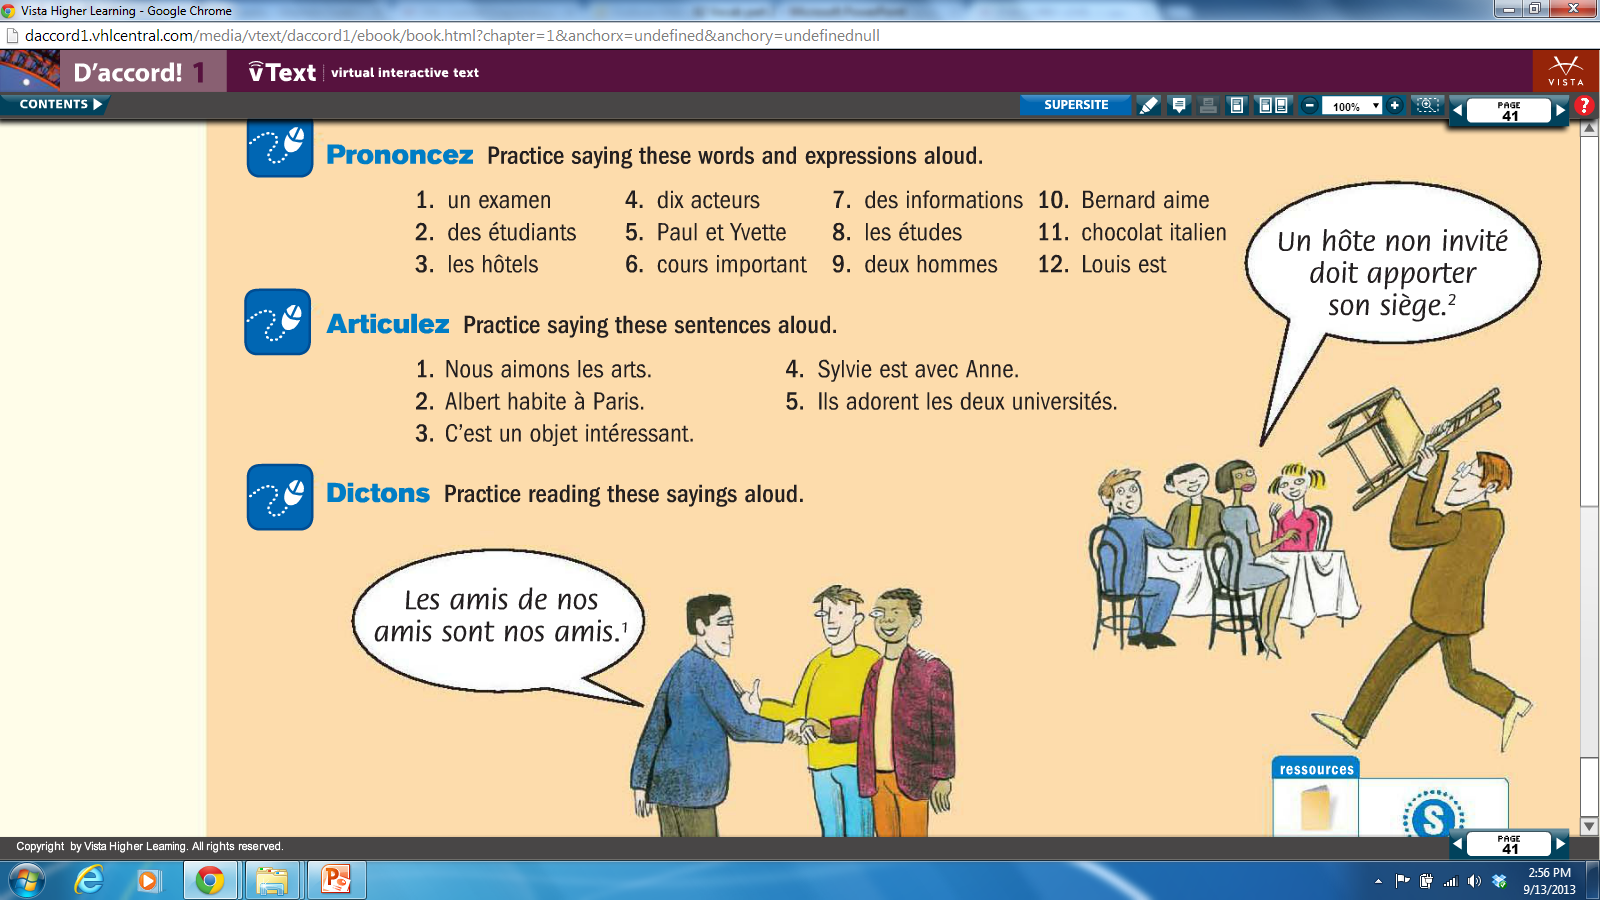 Vista Higher Learning - Google Chrome
daccord1.vhlcentral.com/media/vtext/daccord1/ebook/book.html?chapter=1&anchorx=undefined&anchory=undefinednull
D'accord! 1 vText virtual interactive text
VISTA
CONTENTS
SUPERSITE
100%
PAGE
41
?
Prononcez Practice saying these words and expressions aloud.
1. un examen
2. des étudiants
3. les hôtels
4. dix acteurs
5. Paul et Yvette
6. cours important
7. des informations
8. les études
9. deux hommes
10. Bernard aime
11. chocolat italien
12. Louis est
Un hôte non invité
doit apporter
son siège.2
Articulez Practice saying these sentences aloud.
1. Nous aimons les arts.
2. Albert habite à Paris.
3. C'est un objet intéressant.
4. Sylvie est avec Anne.
5. Ils adorent les deux universités.
Dictons Practice reading these sayings aloud.
Les amis de nos
amis sont nos amis.1
ressources
S
Copyright by Vista Higher Learning. All rights reserved.
PAGE
41
2:56 PM
9/13/2013